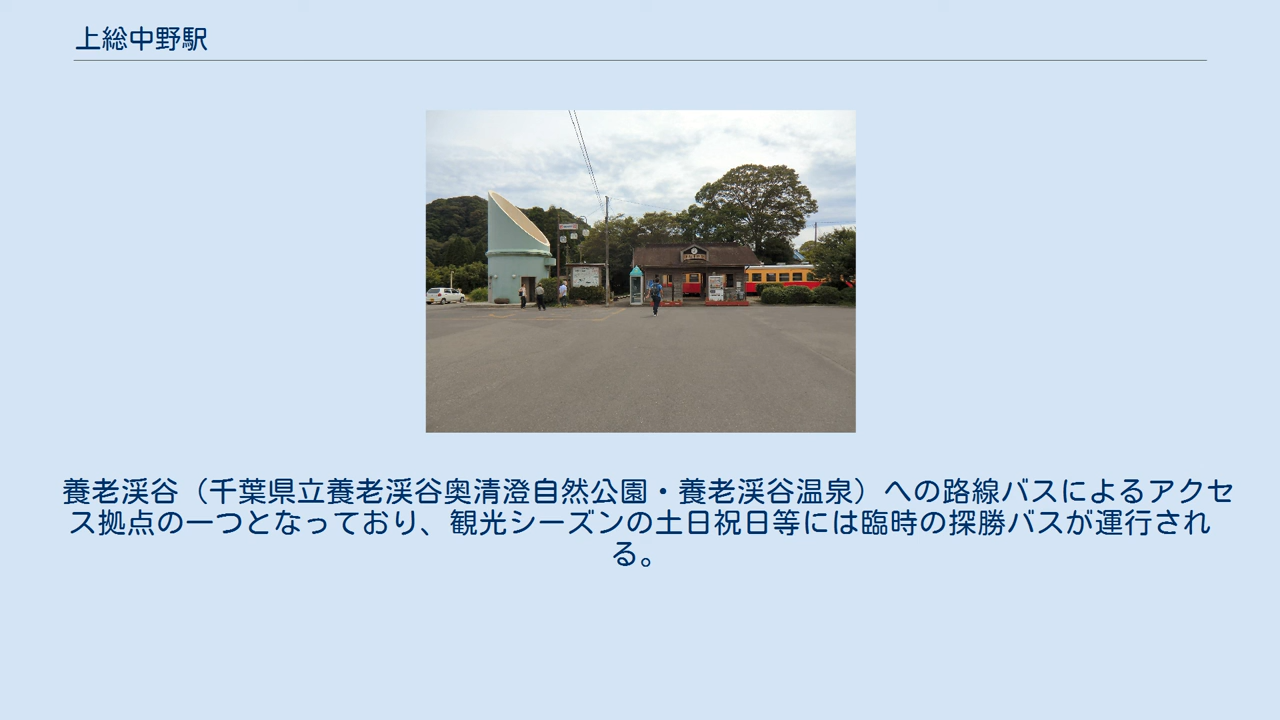 上総中野駅
養老渓谷（千葉県立養老渓谷奥清澄自然公園・養老渓谷温泉）への路線バスによるアクセ
ス拠点の一つとなっており、観光シーズンの土日祝日等には臨時の探勝バスが運行され
る。